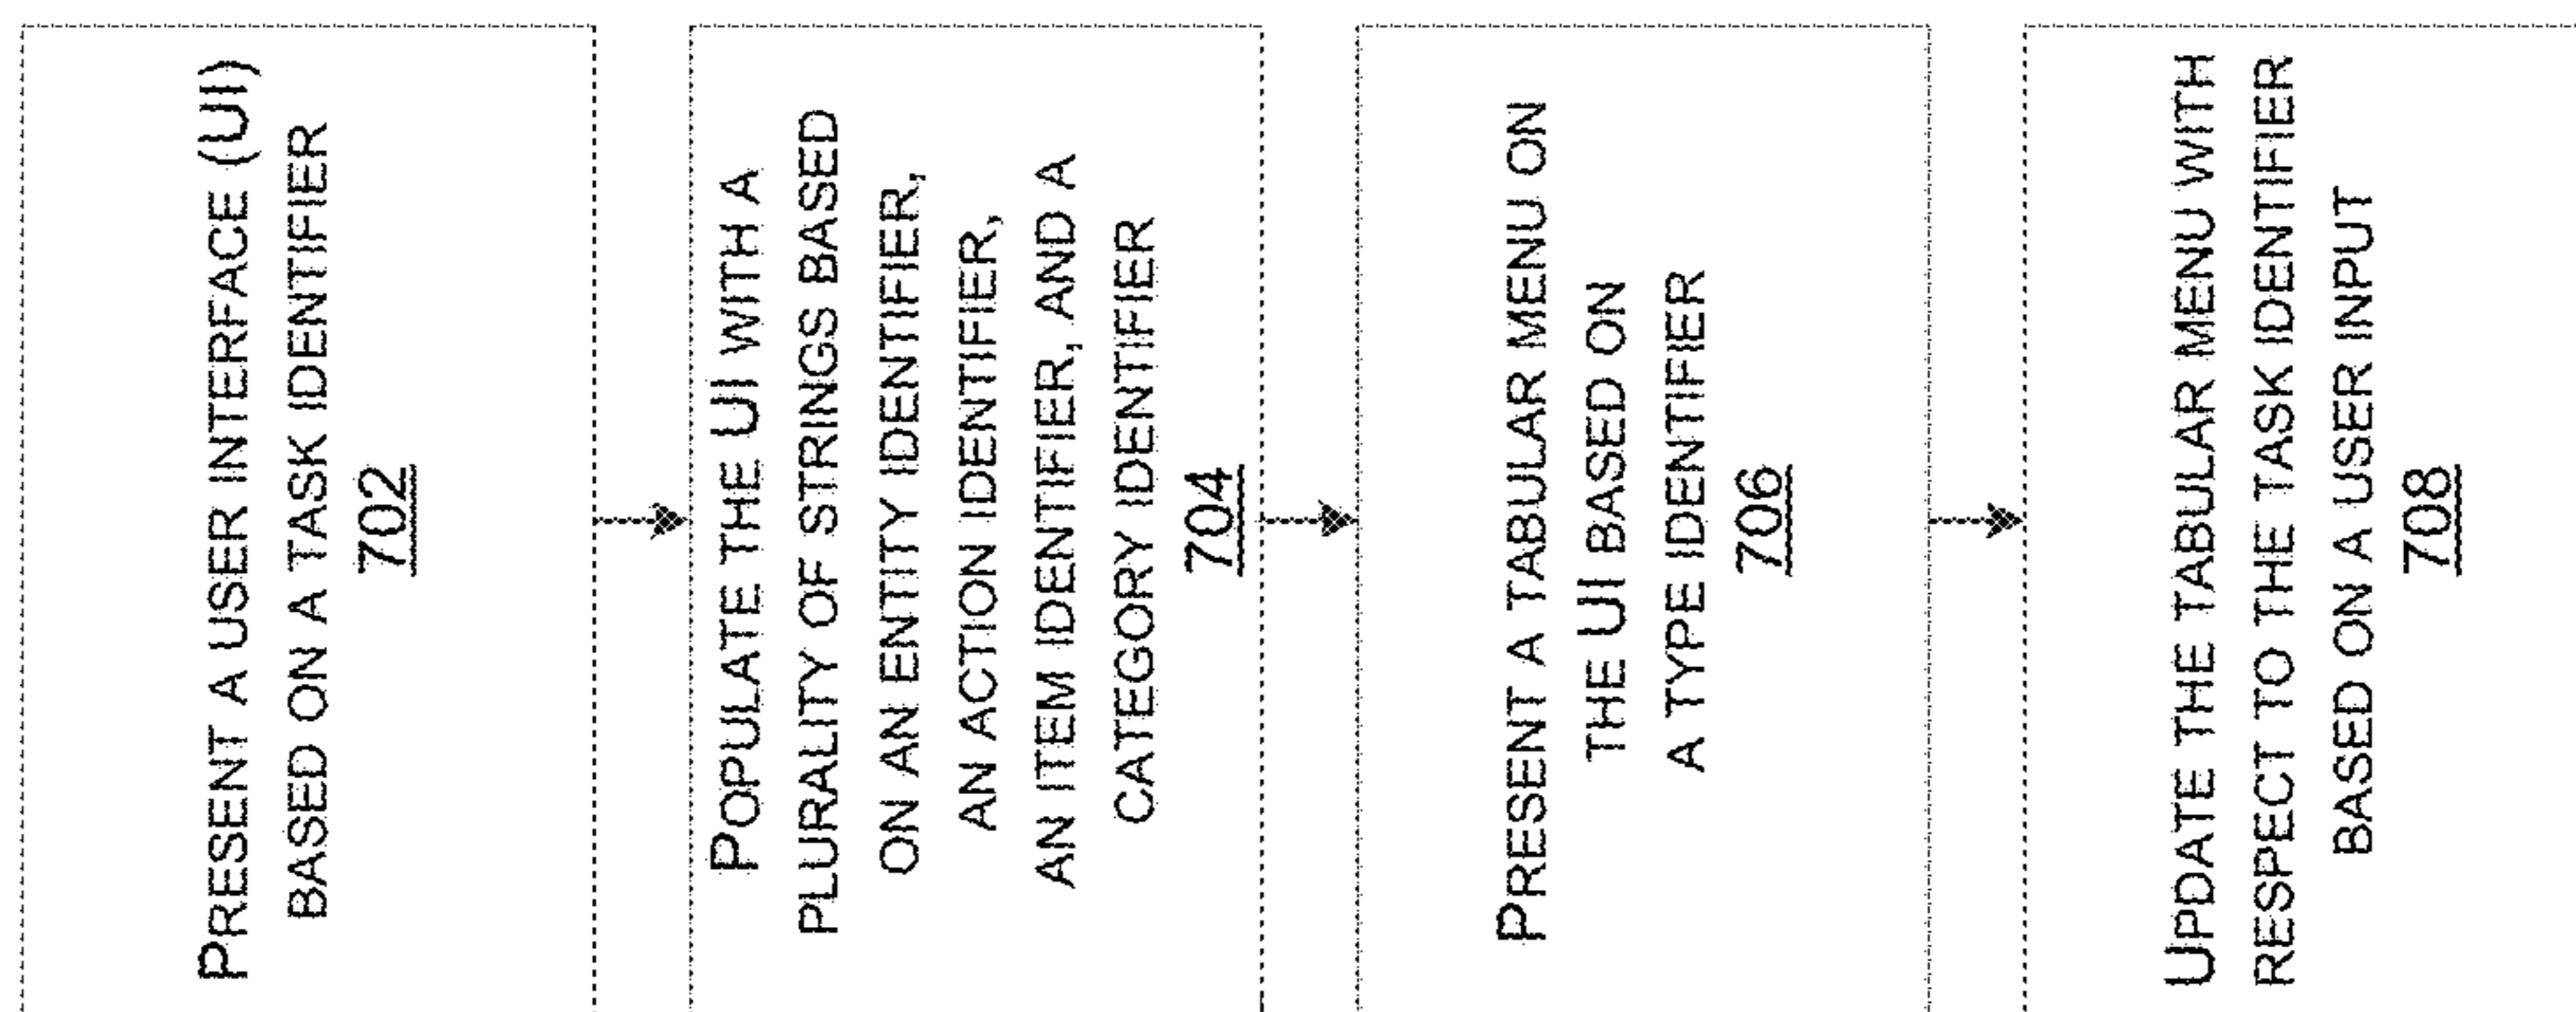 PRESENT A USER INTERFACE (UI)
BASED ON A TASK IDENTIFIER
702
POPULATE THE UI WITH A
PLURALITY OF STRINGS BASED
ON AN ENTITY IDENTIFIER,
AN ACTION IDENTIFIER,
AN ITEM IDENTIFIER, AND A
CATEGORY IDENTIFIER
704
PRESENT A TABULAR MENU ON
THE UI BASED ON
A TYPE IDENTIFIER
706
UPDATE THE TABULAR MENU WITH
RESPECT TO THE TASK IDENTIFIER
BASED ON A USER INPUT
708